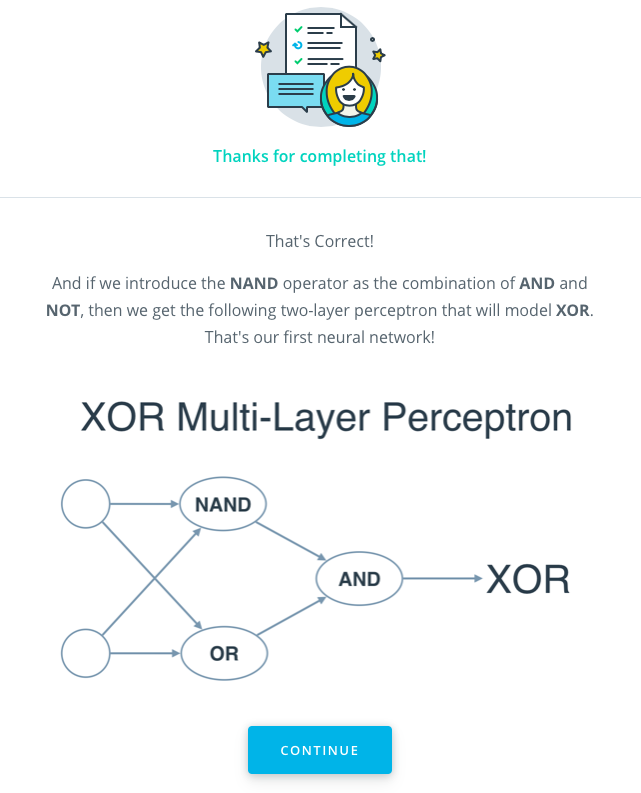 Thanks for completing that!
That's Correct!
And if we introduce the NAND operator as the combination of AND and
NOT, then we get the following two-layer perceptron that will model XOR.
That's our first neural network!
XOR Multi-Layer Perceptron
NAND
AND
XOR
OR
CONTINUE